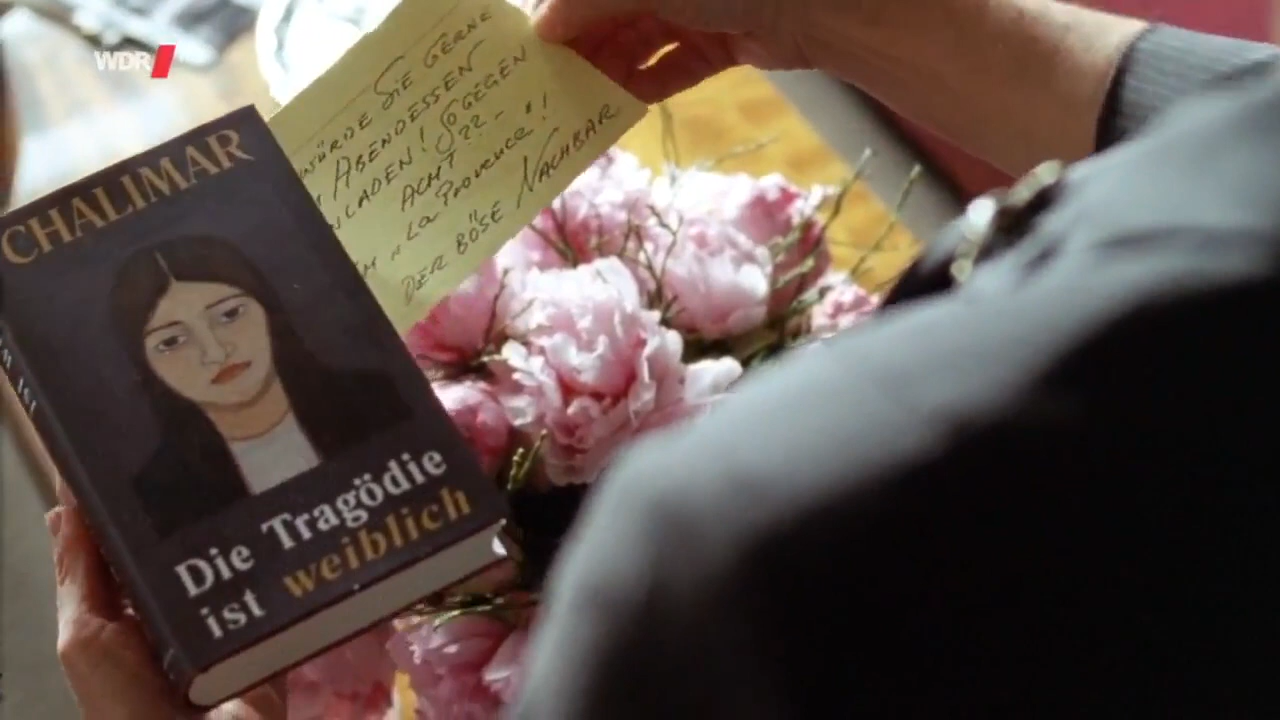 WDR
CHALIMAR
Die Tragödie
ist weiblich
WÜRDE SIE GERNE
ABENDESSEN
LADEN! SO GEGEN
ACHT??-
"La Provence"!
DER BÖSE NACHBAR